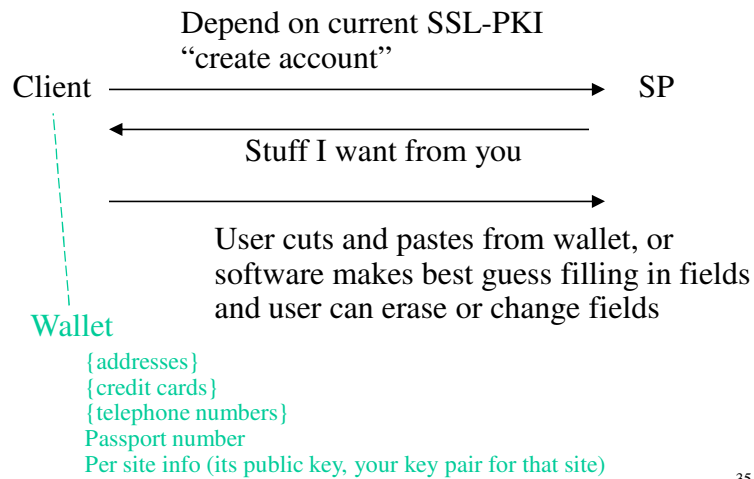 Depend on current SSL-PKI
“create account”
Client
SP
Stuff I want from you
User cuts and pastes from wallet, or
software makes best guess filling in fields
and user can erase or change fields
Wallet
{addresses}
{credit cards}
{telephone numbers}
Passport number
Per site info (its public key, your key pair for that site)
35